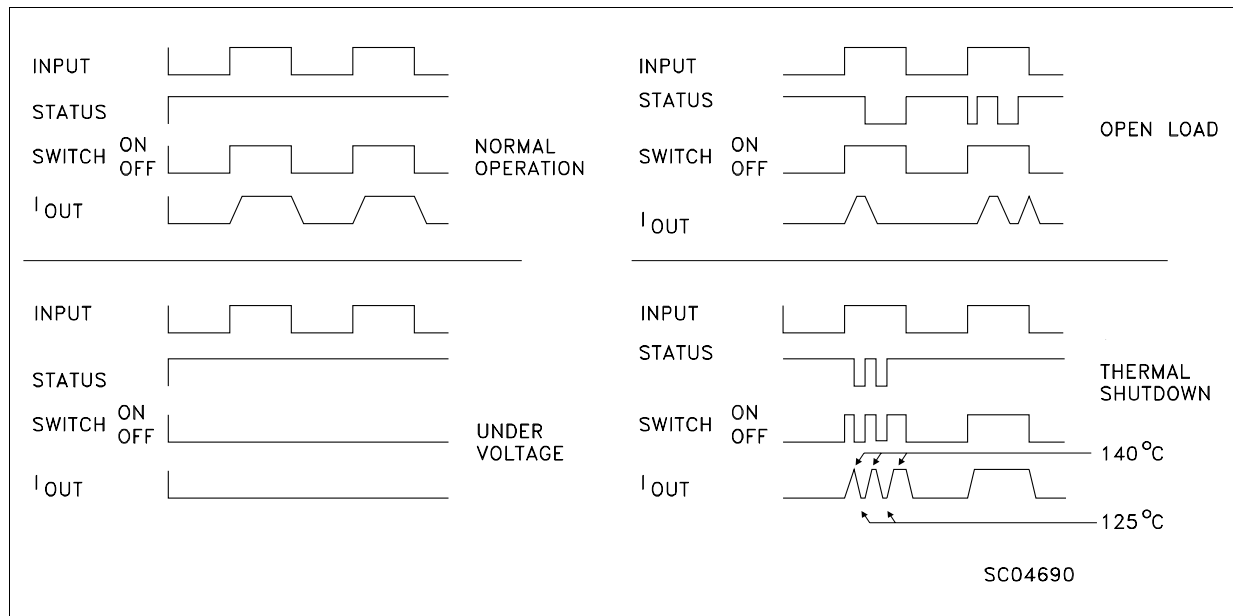 INPUT
STATUS
SWITCH ON
OFF
I OUT
NORMAL
OPERATION
INPUT
STATUS
SWITCH ON
OFF
I OUT
OPEN LOAD
INPUT
STATUS
SWITCH ON
OFF
I OUT
UNDER
VOLTAGE
INPUT
STATUS
SWITCH ON
OFF
I OUT
THERMAL
SHUTDOWN
140°C
125°C
SC04690